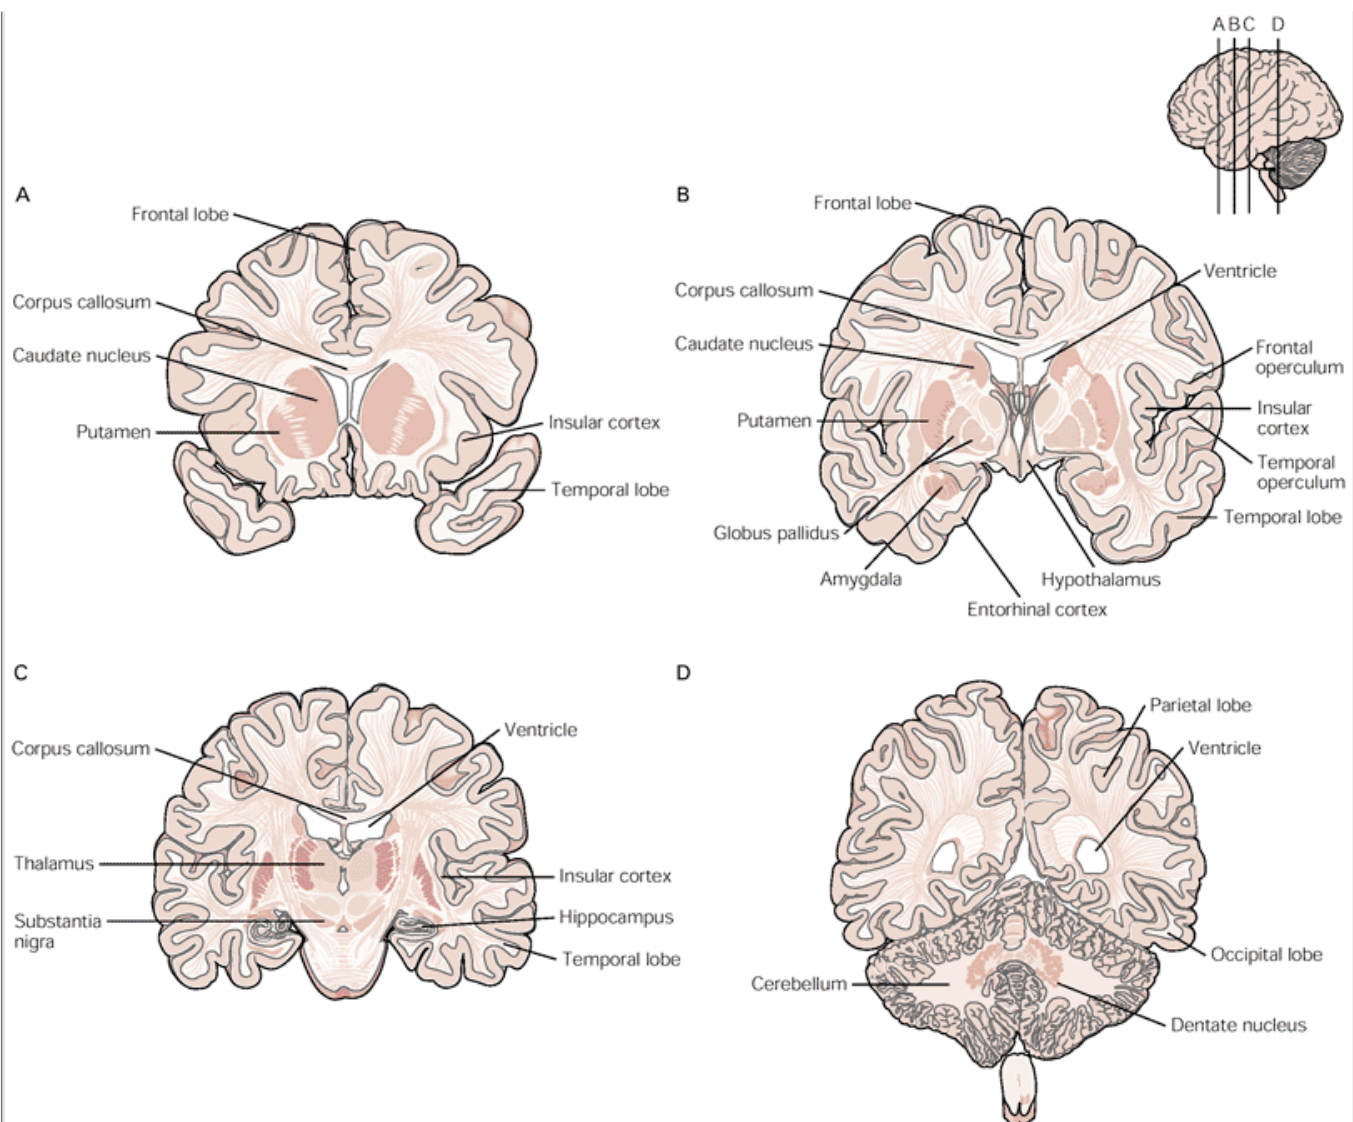 A B C D
A
Frontal lobe
Corpus callosum
Caudate nucleus
Putamen
Insular cortex
Temporal lobe
B
Frontal lobe
Corpus callosum
Caudate nucleus
Putamen
Globus pallidus
Amygdala
Entorhinal cortex
Hypothalamus
Ventricle
Frontal
operculum
Insular
cortex
Temporal
operculum
Temporal lobe
C
Corpus callosum
Thalamus
Substantia
nigra
Ventricle
Insular cortex
Hippocampus
Temporal lobe
D
Parietal lobe
Ventricle
Occipital lobe
Cerebellum
Dentate nucleus